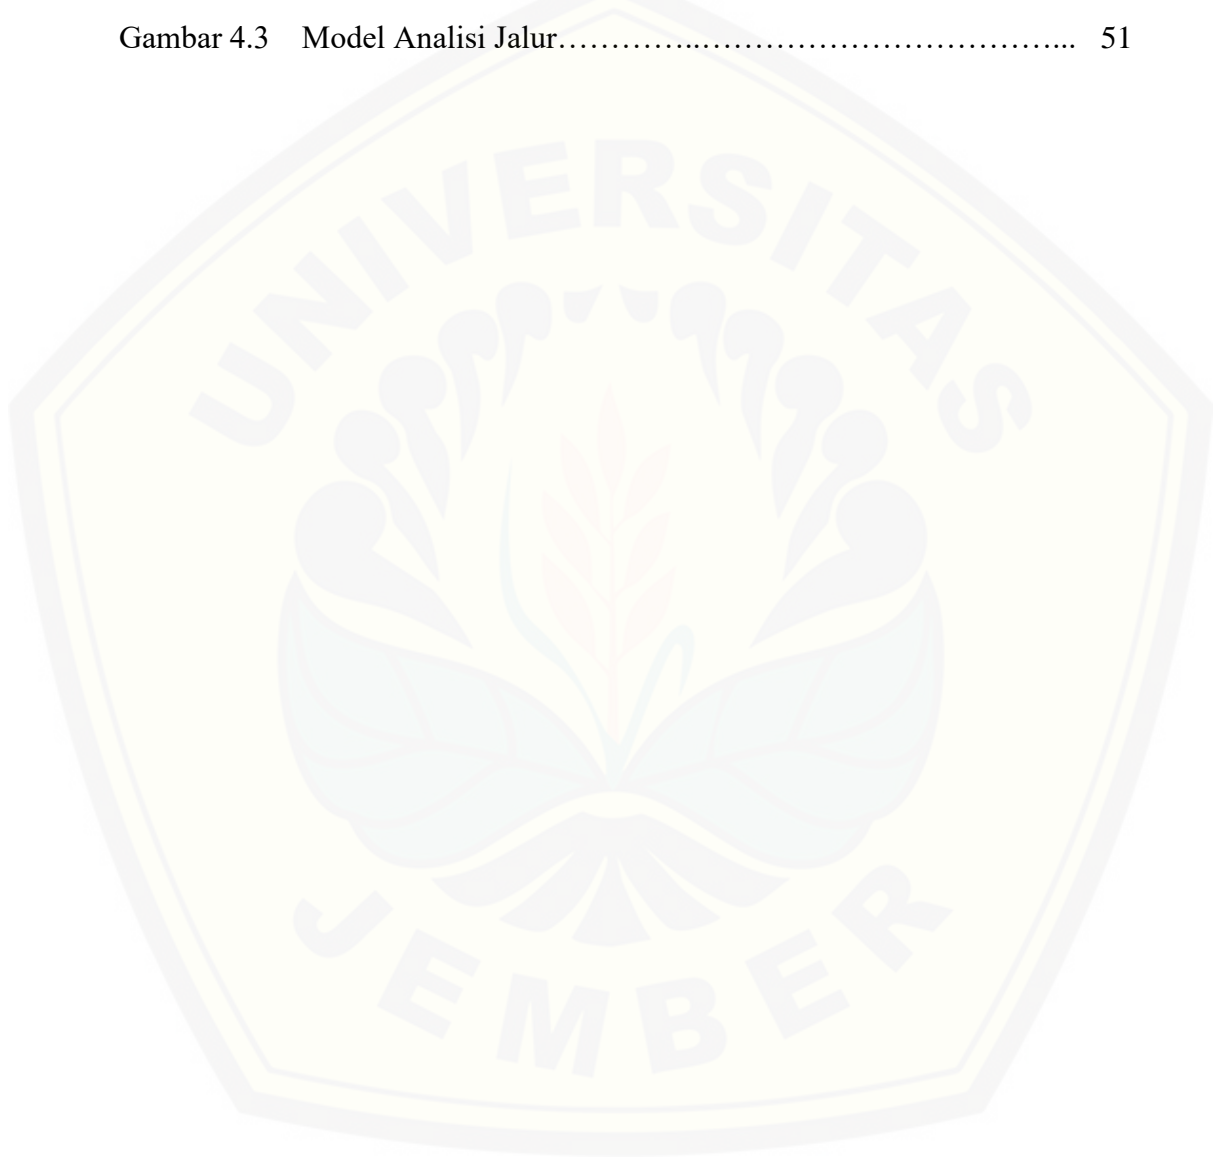 Gambar 4.3 Model Analisi Jalur…………..……………………………... 51
UNIVERSITAS
JEMBER